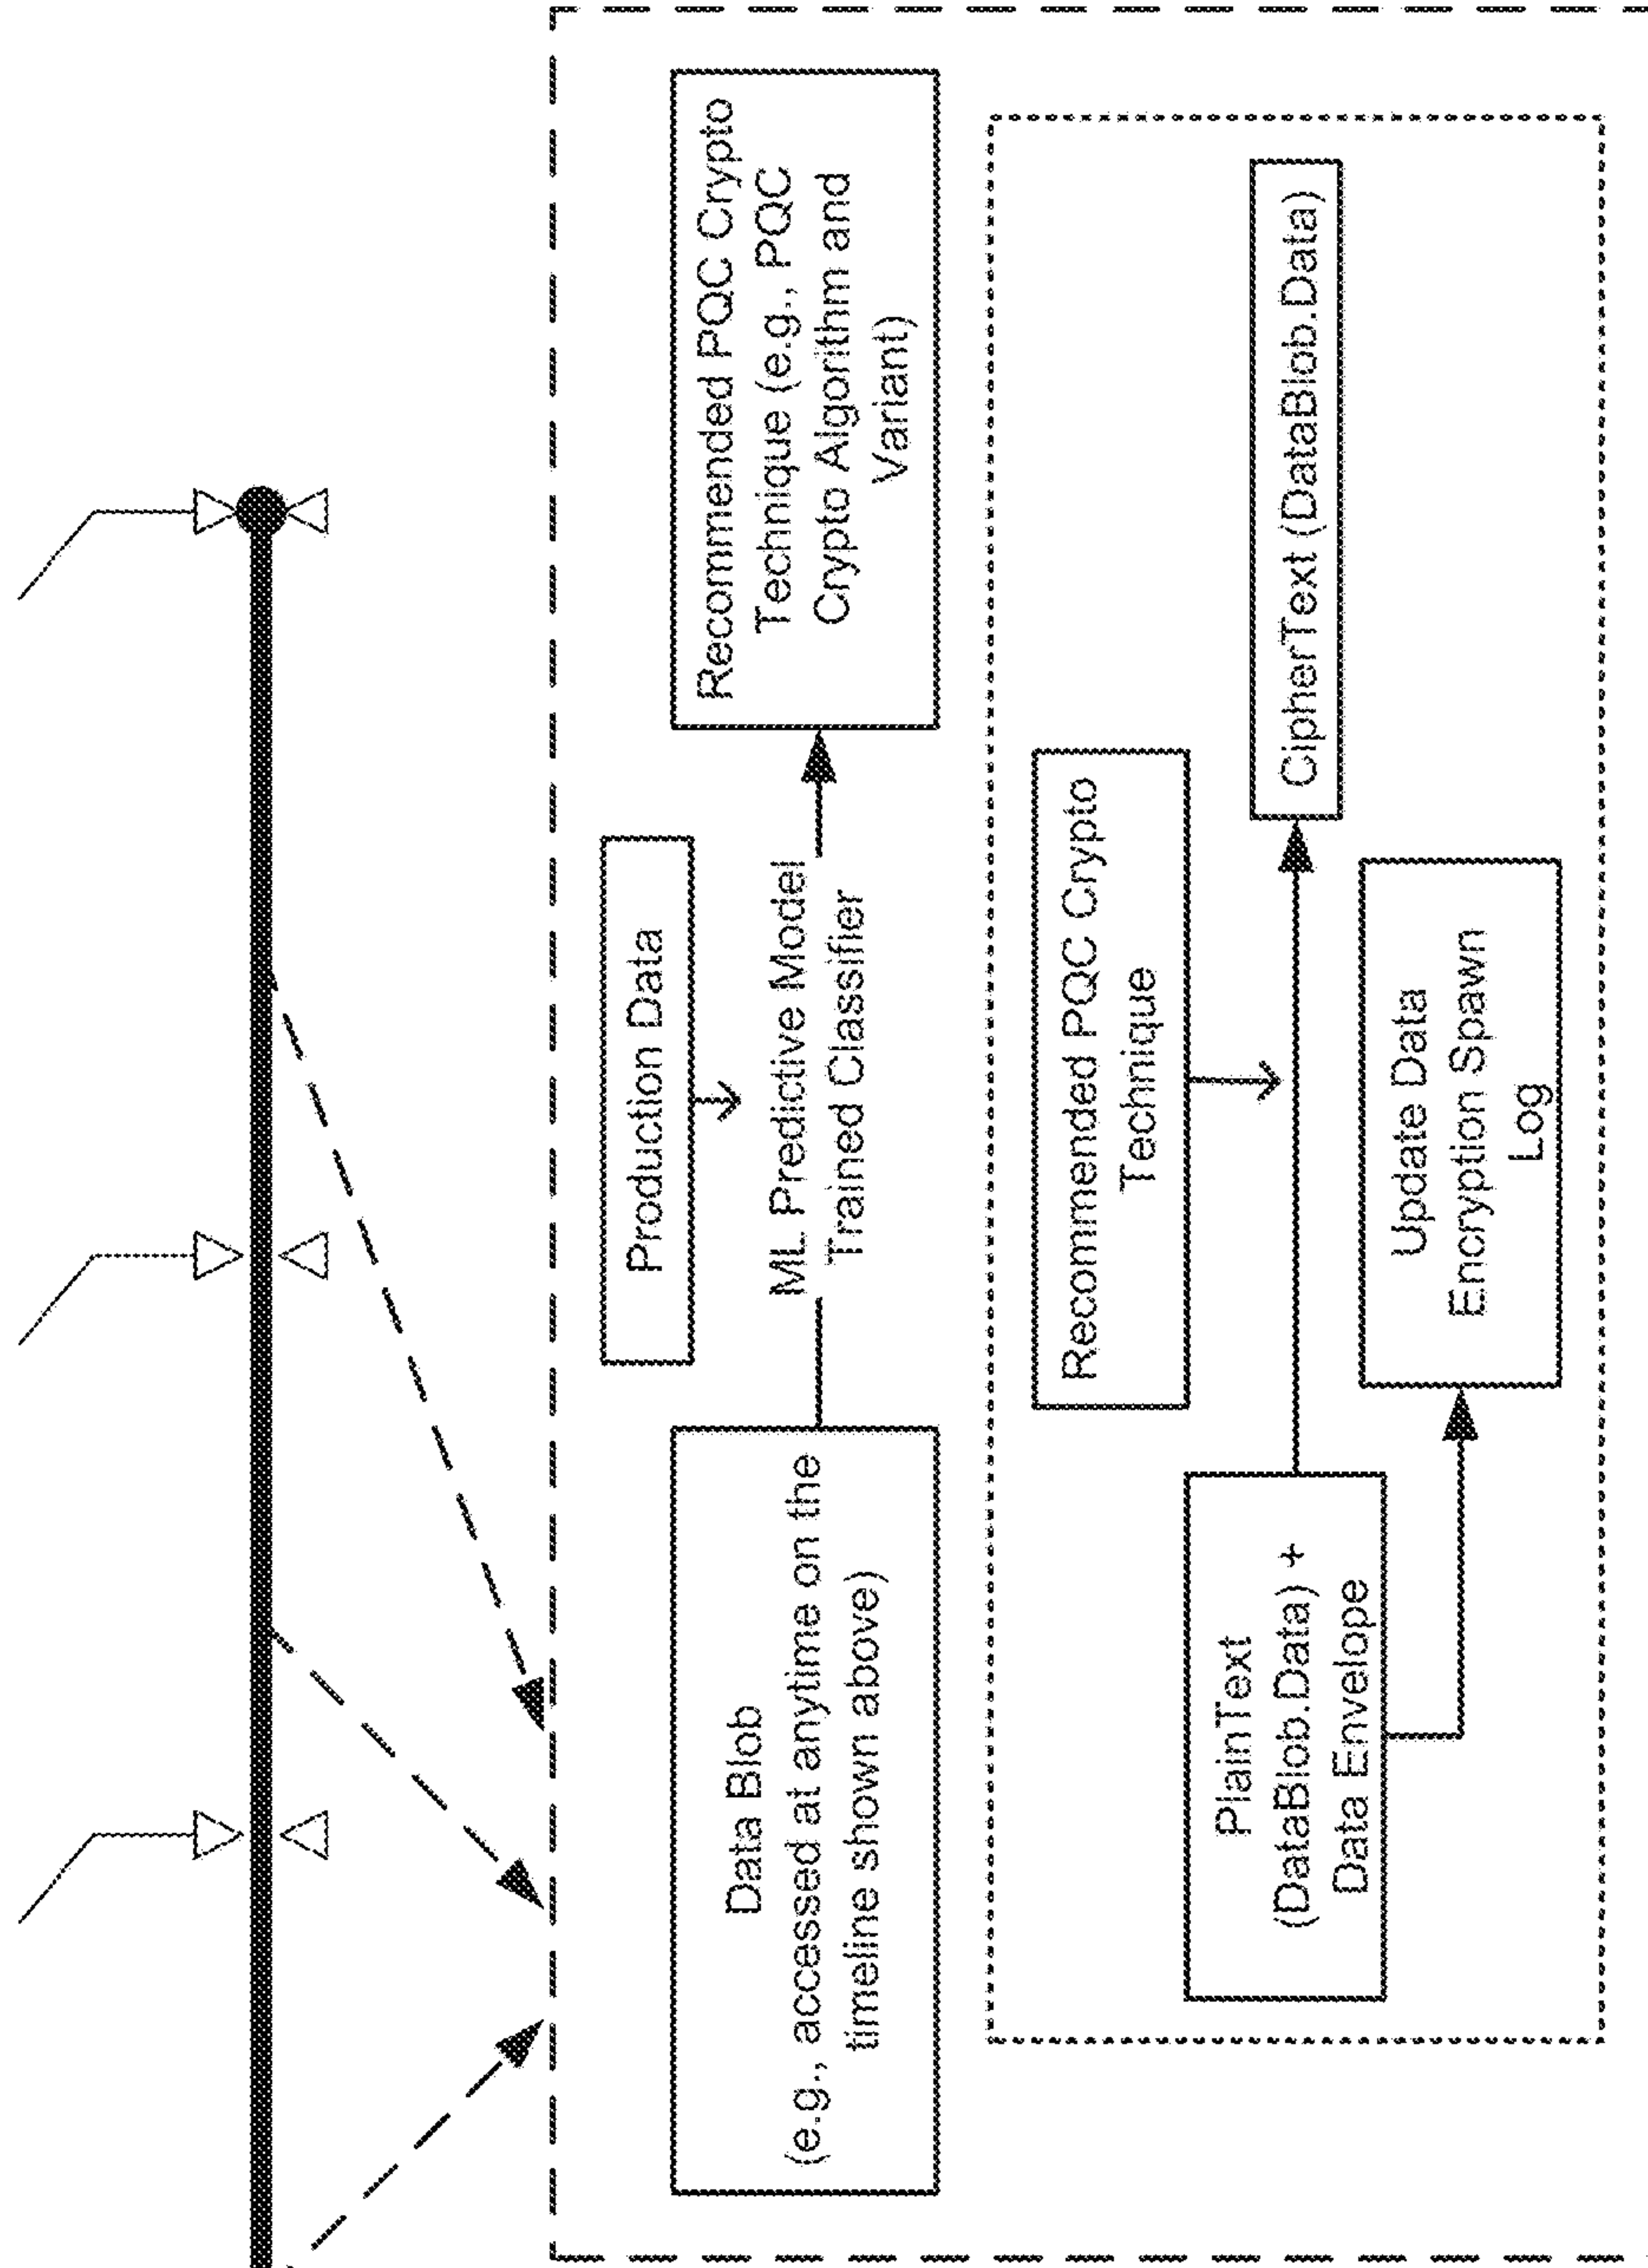 Production Data
Data Blob
(e.g., accessed at anytime on the
timeline shown above)
ML Predictive Model
Trained Classifier
Recommended PQC Crypto
Technique (e.g., PQC
Crypto Algorithm and
Variant)
Recommended PQC Crypto
Technique
PlainText
(DataBlob.Data) +
Data Envelope
CipherText (DataBlob.Data)
Update Data
Encryption Spawn
Log